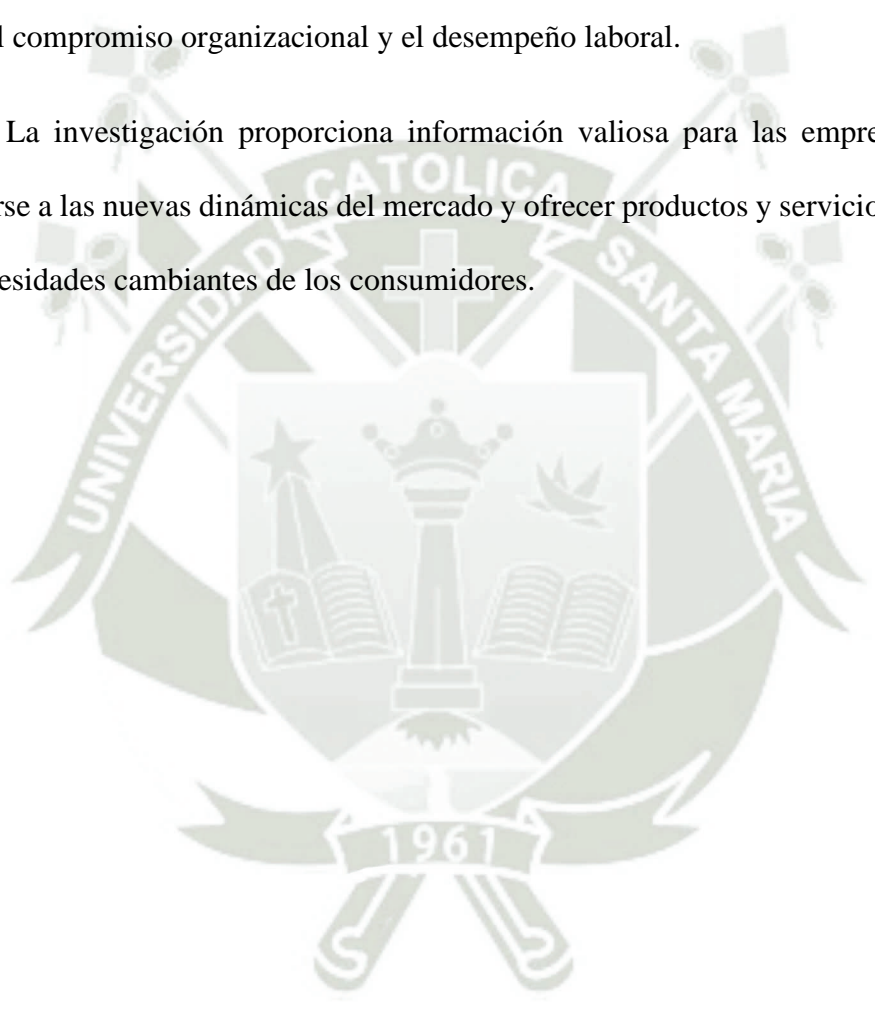 l compromiso organizacional y el desempeño laboral.
La investigación proporciona información valiosa para las empre
rse a las nuevas dinámicas del mercado y ofrecer productos y servicio
esidades cambiantes de los consumidores.
UNIVERSIDAD CATOLICA SANTA MARIA
1961